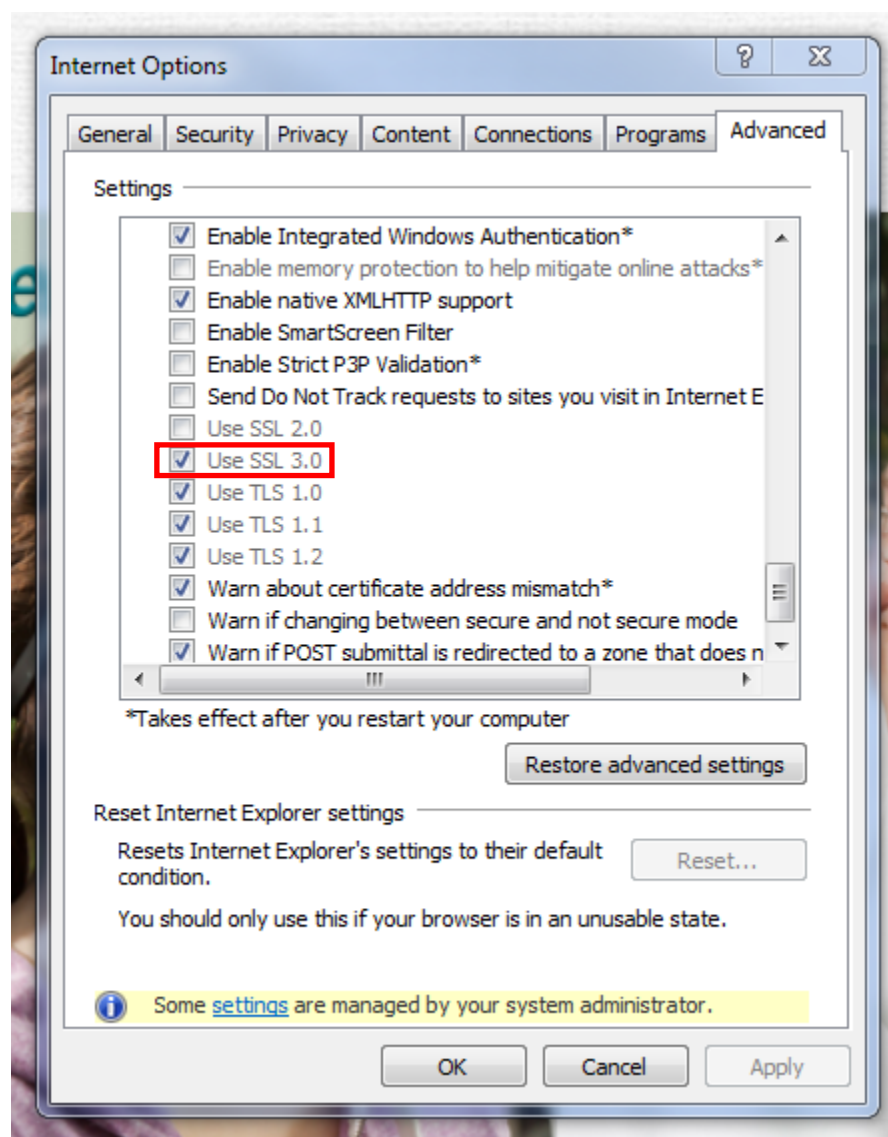 Internet Options
General Security Privacy Content Connections Programs Advanced
Settings
Enable Integrated Windows Authentication*
Enable memory protection to help mitigate online attacks*
Enable native XMLHTTP support
Enable SmartScreen Filter
Enable Strict P3P Validation*
Send Do Not Track requests to sites you visit in Internet E
Use SSL 2.0
Use SSL 3.0
Use TLS 1.0
Use TLS 1.1
Use TLS 1.2
Warn about certificate address mismatch*
Warn if changing between secure and not secure mode
Warn if POST submittal is redirected to a zone that does n
*Takes effect after you restart your computer
Restore advanced settings
Reset Internet Explorer settings
Resets Internet Explorer's settings to their default
condition.
Reset...
You should only use this if your browser is in an unusable state.
Some settings are managed by your system administrator.
OK Cancel Apply